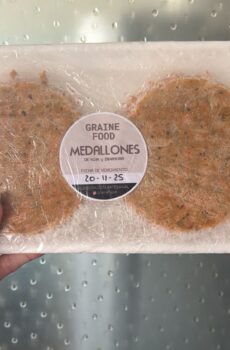 GRAINE
FOOD
MEDALLONES
FECHA DE VENCIMIENTO
20-11-25